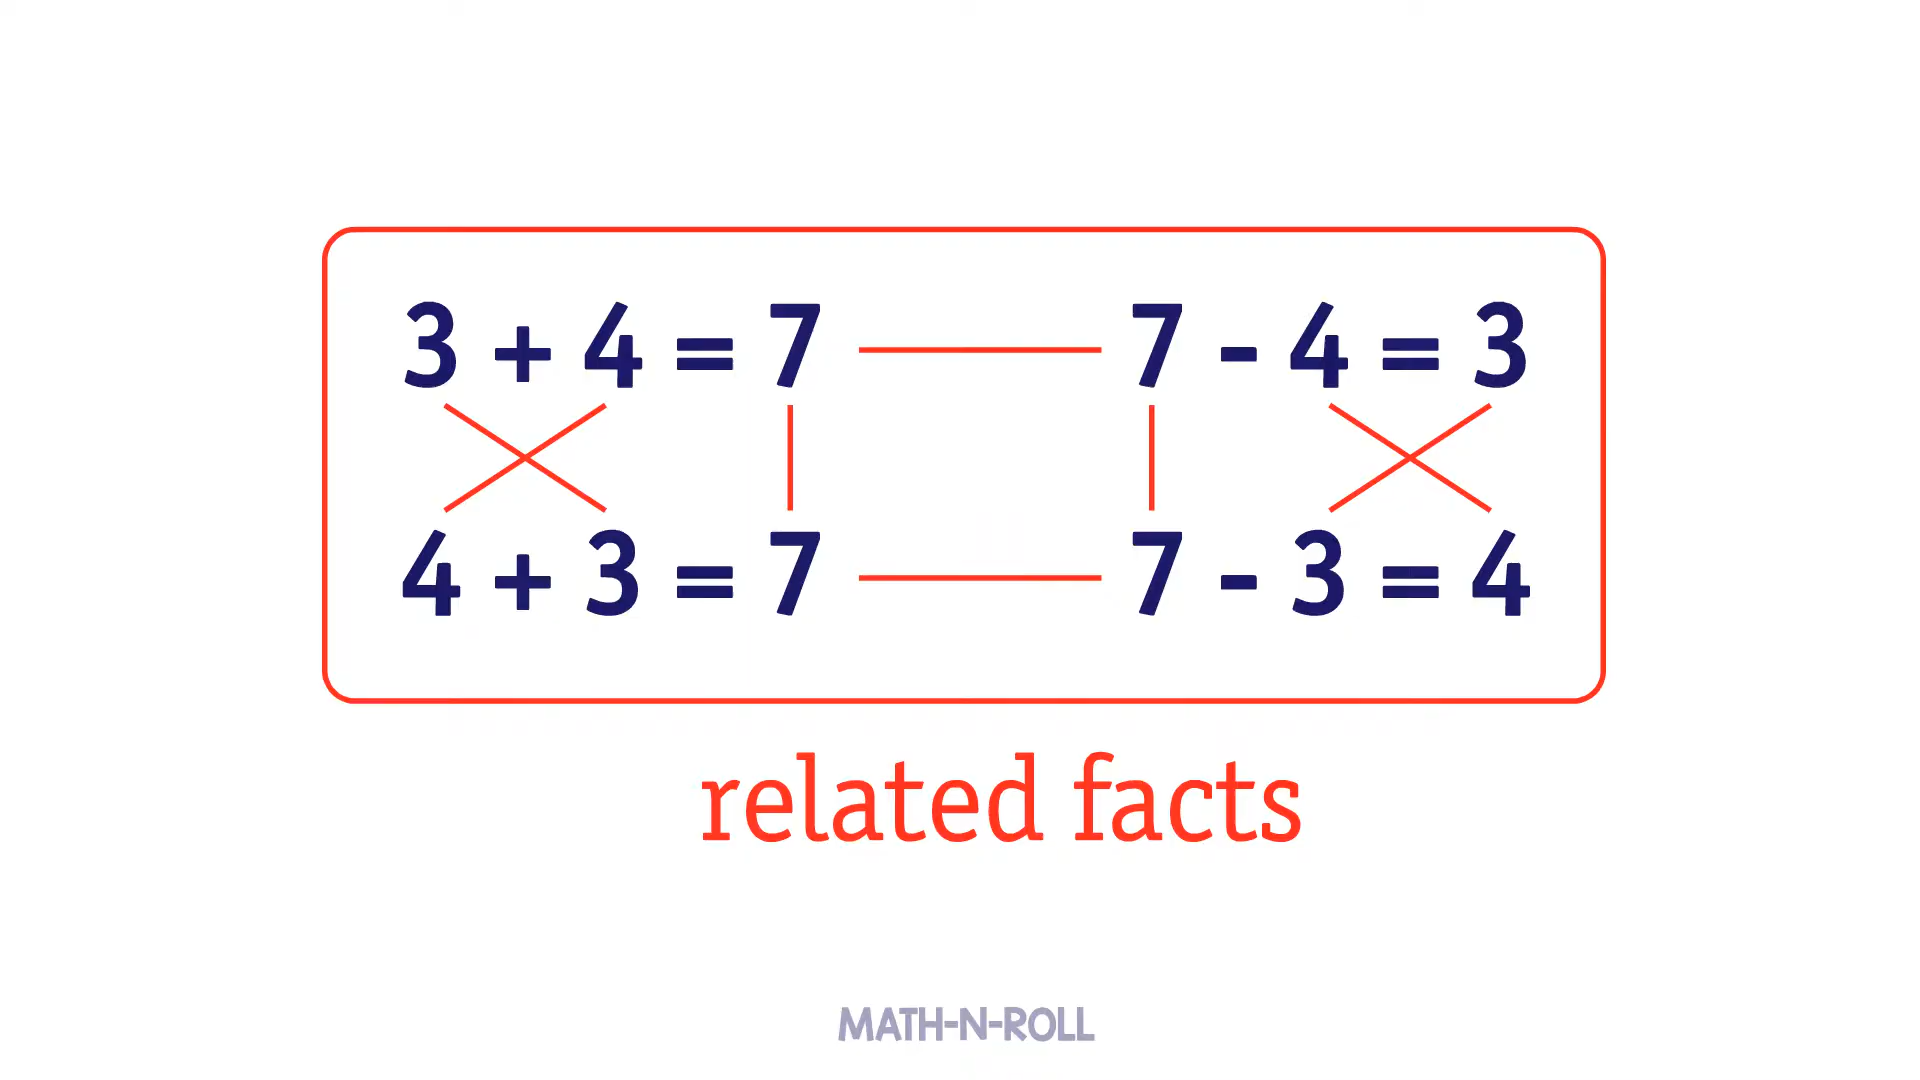 3 + 4 = 7 7 - 4 = 3
4 + 3 = 7 7 - 3 = 4
related facts
MATH-N-ROLL